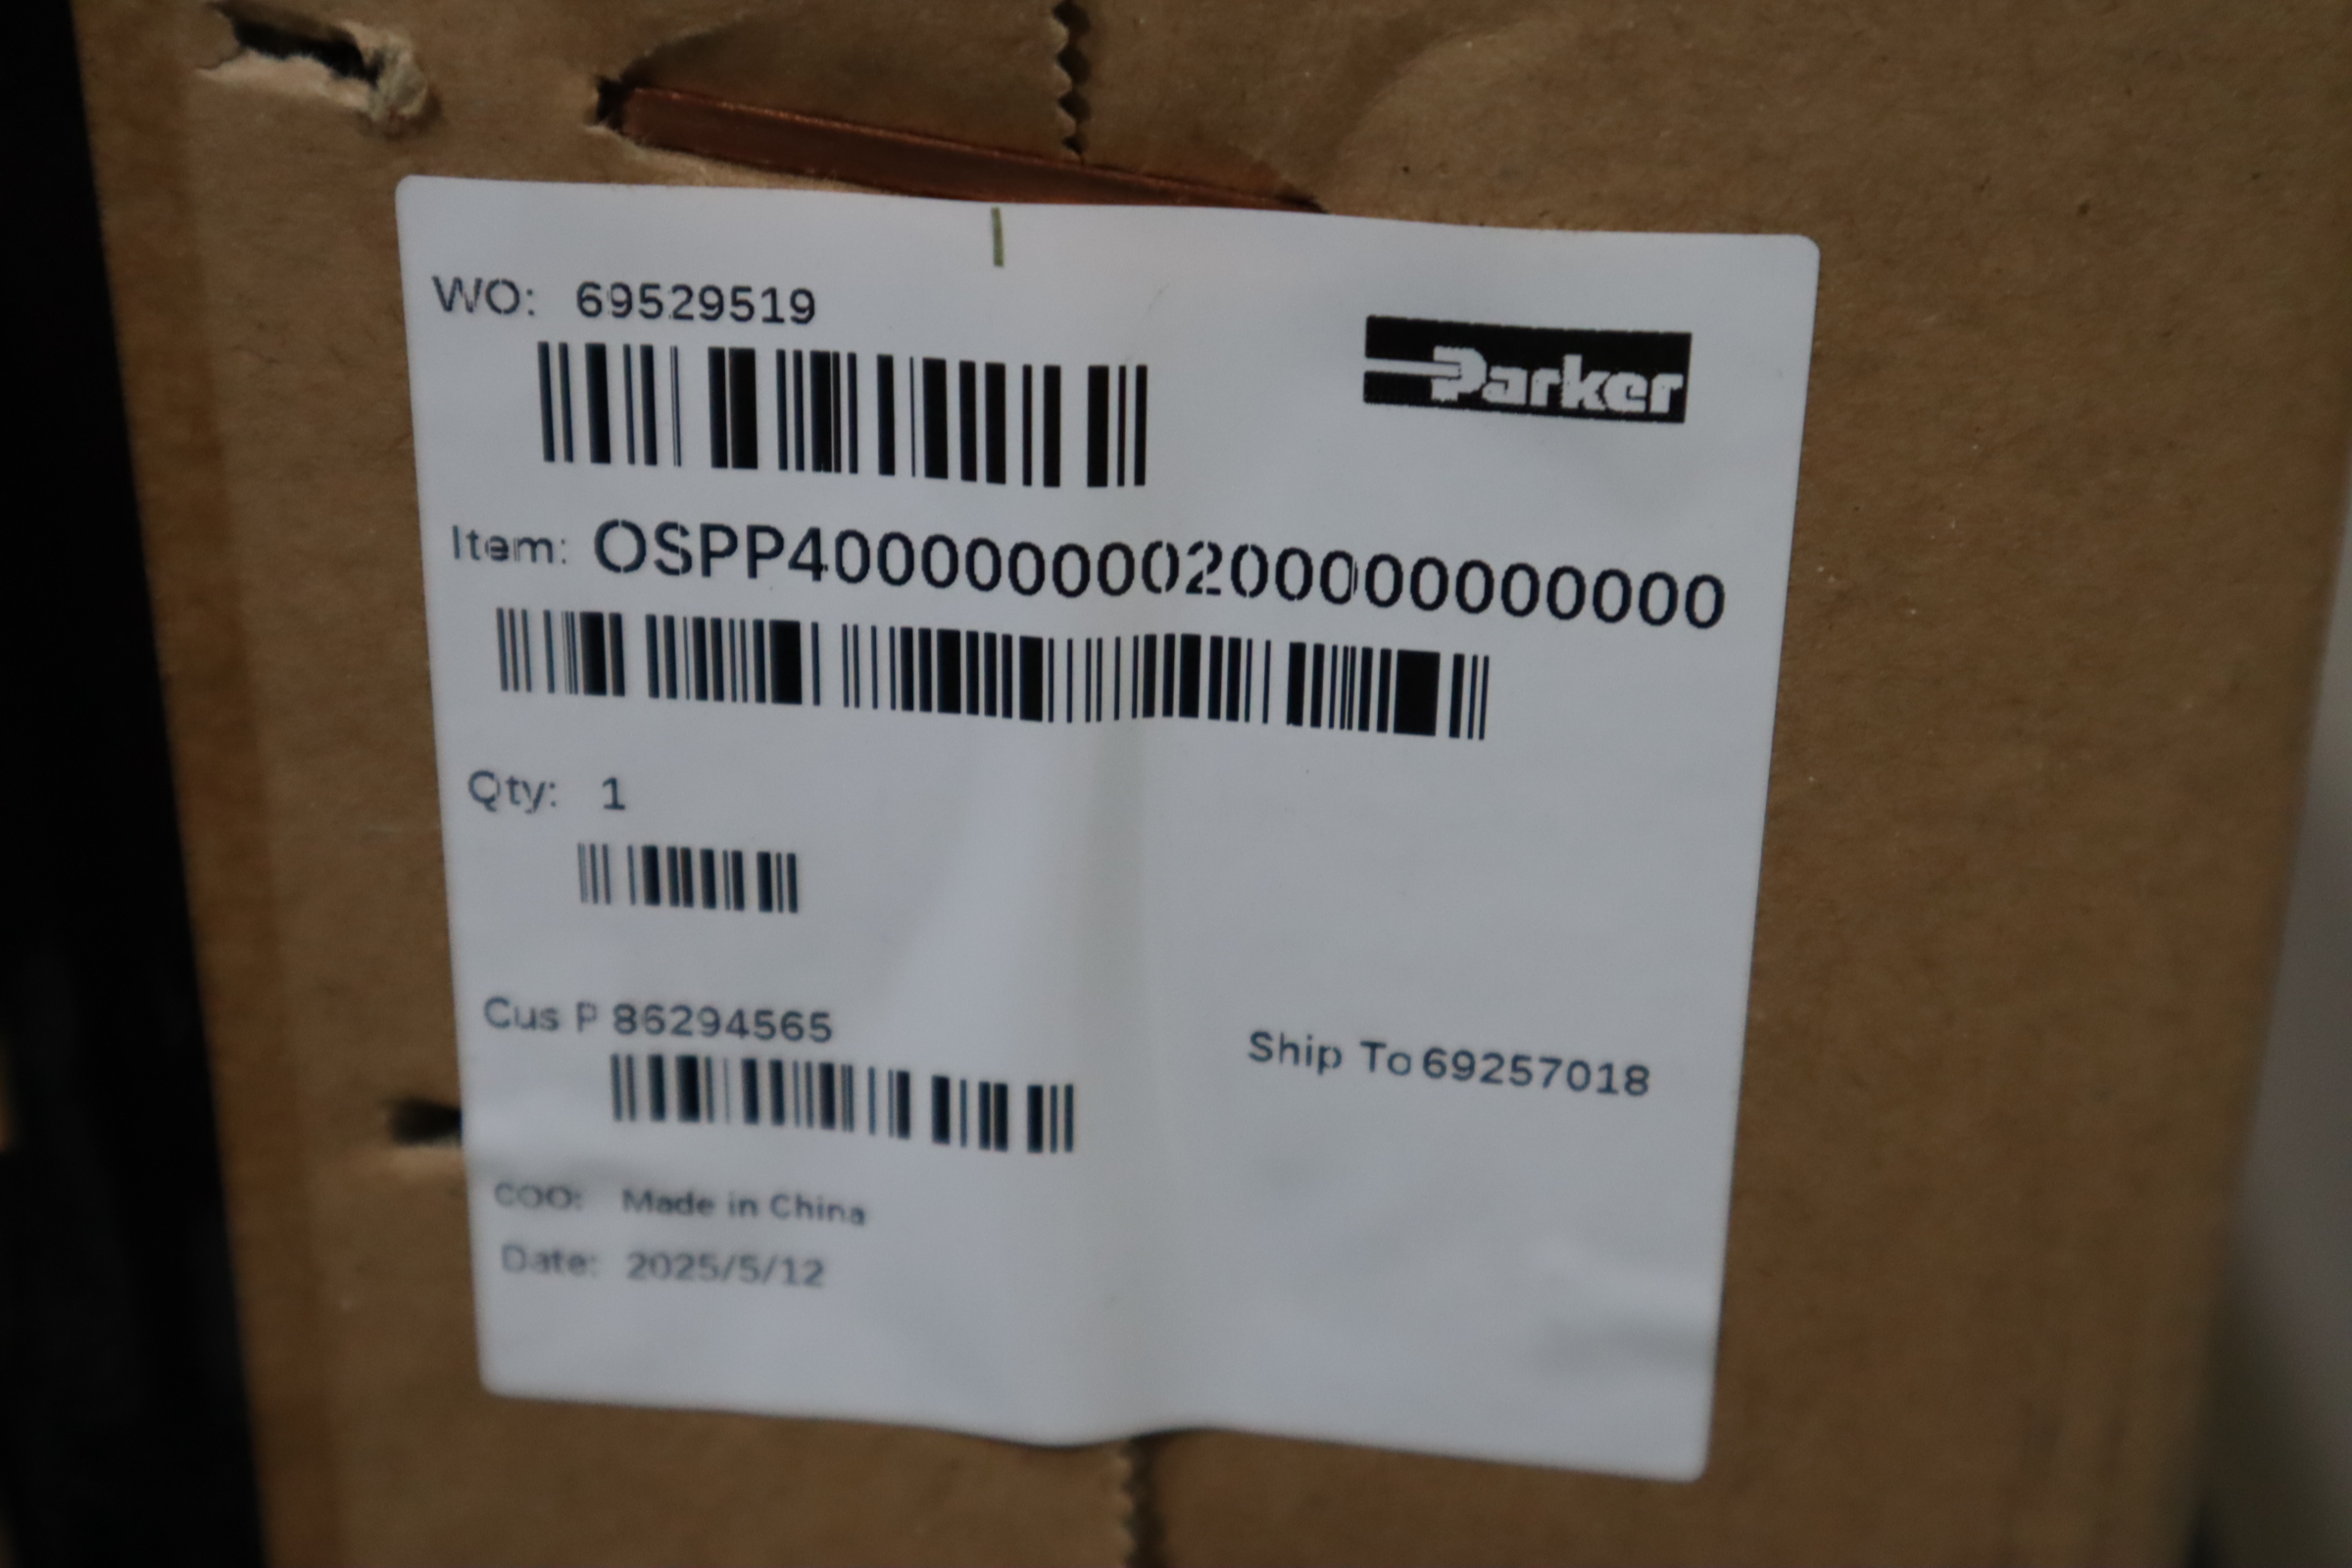 WO: 69529519
Parker
Item: OSPP400000000200000000000
Qty: 1
Cus P 86294565
Ship To 69257018
COO: Made in China
Date: 2025/5/12